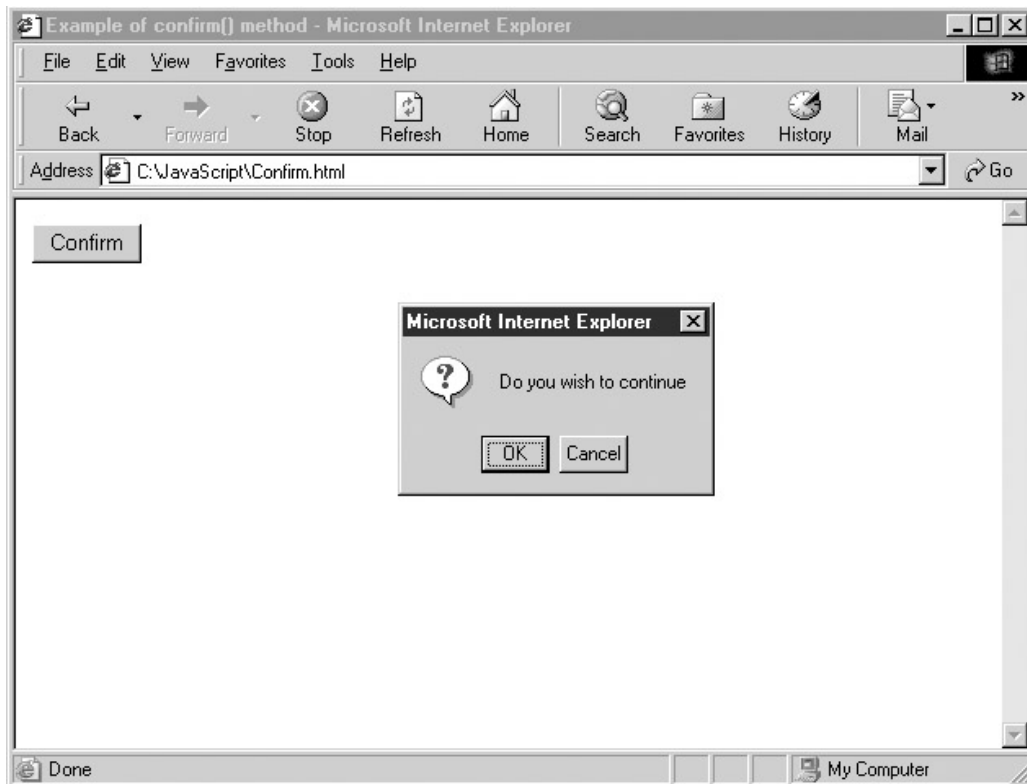 Example of confirm() method - Microsoft Internet Explorer
File Edit View Favorites Tools Help
Back Forward Stop Refresh Home Search Favorites History Mail »
Address C:\JavaScript\Confirm.html Go
Confirm
Microsoft Internet Explorer
? Do you wish to continue
OK Cancel
Done My Computer